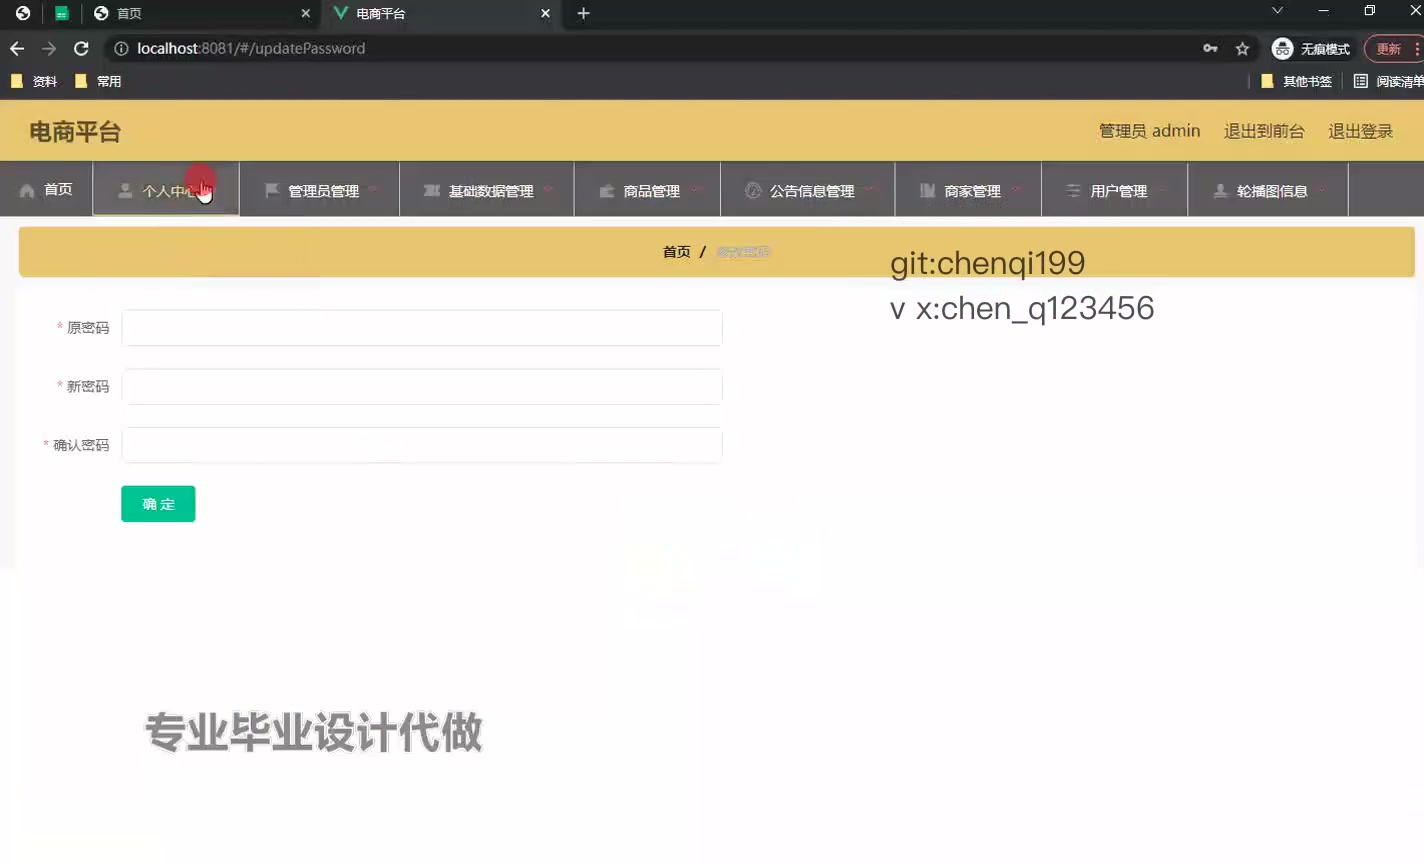 首页
电商平台
localhost:8081/#/updatePassword
无痕模式
更新
资料
常用
其他书签
阅读清单
电商平台
管理员 admin
退出到前台
退出登录
首页
个人中心
管理员管理
基础数据管理
商品管理
公告信息管理
商家管理
用户管理
轮播图信息
首页 /
git:chenqi199
v x:chen_q123456
* 原密码
* 新密码
* 确认密码
确 定
专业毕业设计代做